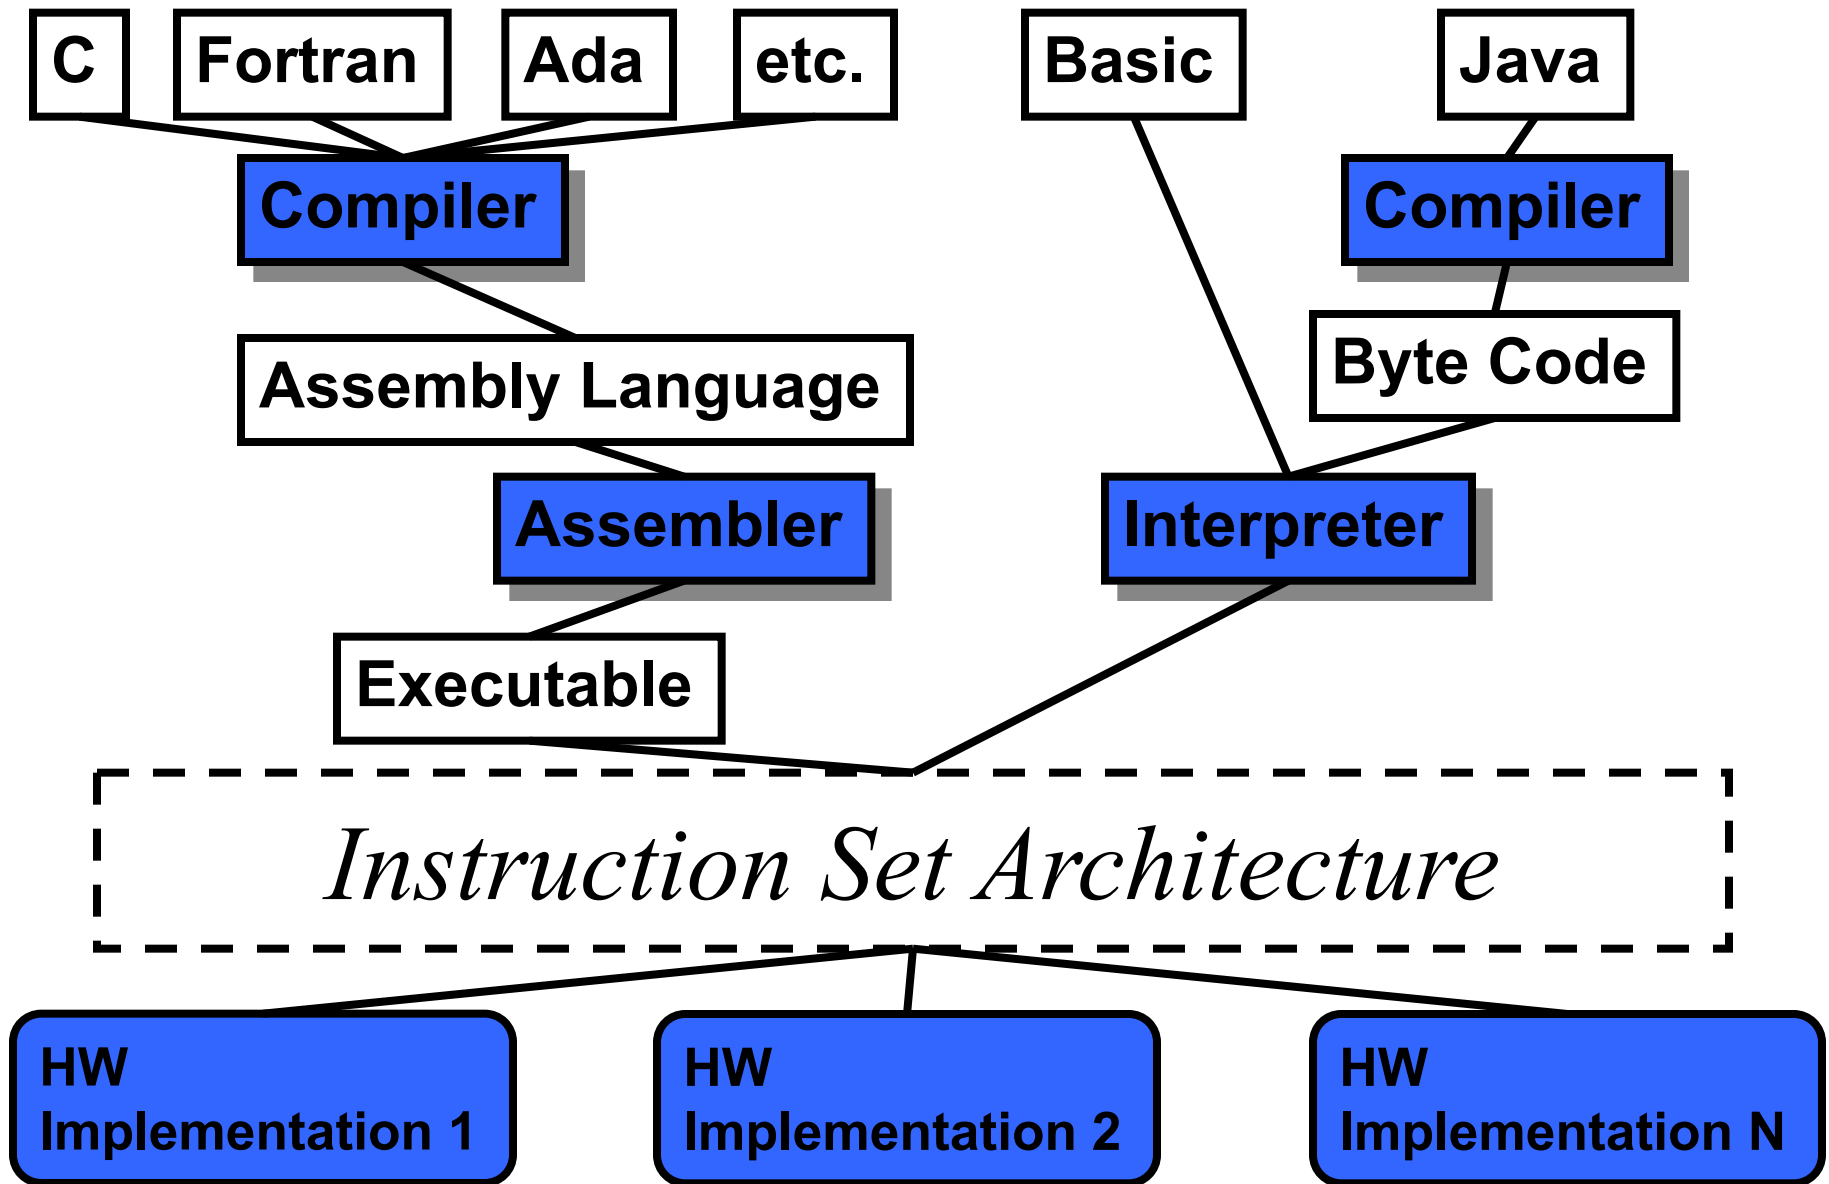 C
Fortran
Ada
etc.
Basic
Java
Compiler
Compiler
Assembly Language
Byte Code
Assembler
Interpreter
Executable
Instruction Set Architecture
HW
Implementation 1
HW
Implementation 2
HW
Implementation N